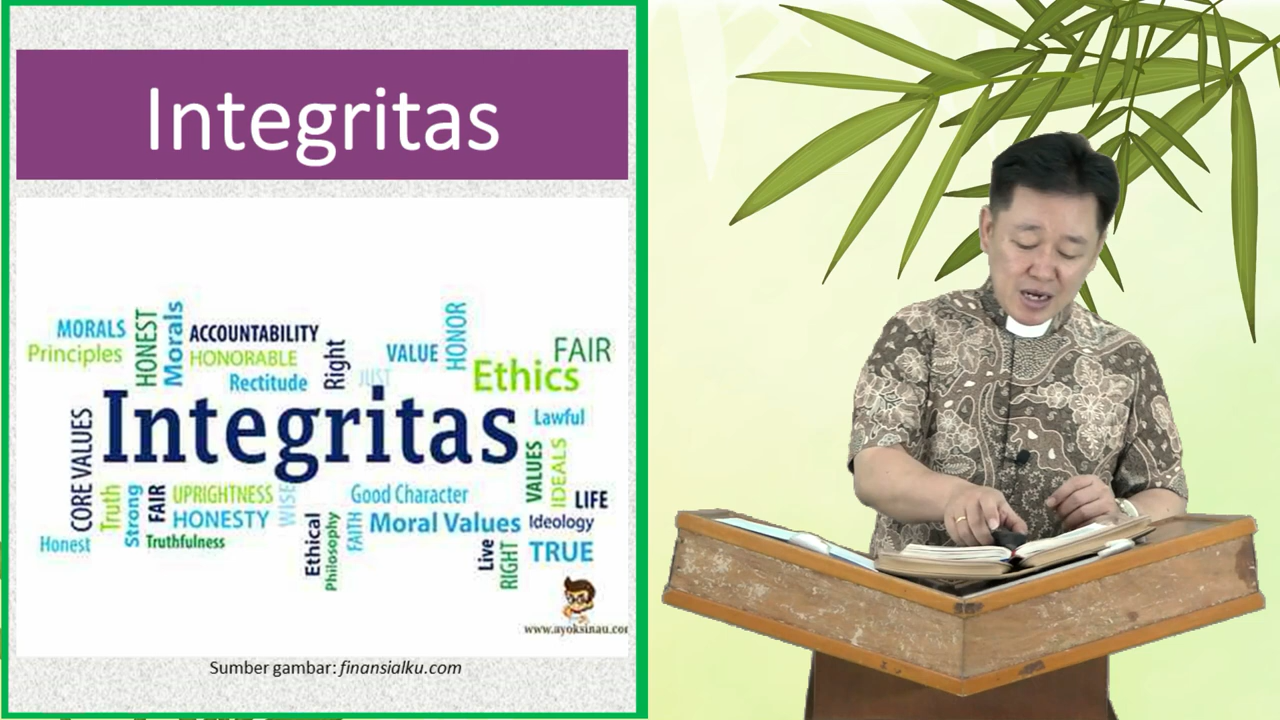 Integritas
MORALS
Principles
HONEST
Morals
ACCOUNTABILITY
HONORABLE
Rectitude
Right
JUST
VALUE
HONOR
Ethics
FAIR
Integritas
Lawful
CORE VALUES
Truth
Strong
FAIR
UPRIGHTNESS
HONESTY
Truthfulness
Honest
WISE
Ethical
Philosophy
FAITH
Good Character
Moral Values
VALUES
IDEALS
LIFE
Ideology
Live
RIGHT
TRUE
www.ayoksinau.co
Sumber gambar: finansialku.com